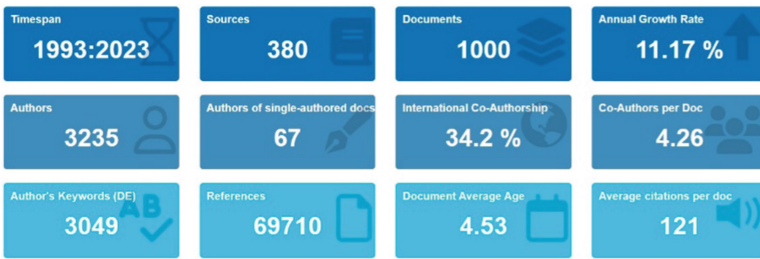 Timespan
1993:2023
Sources
380
Documents
1000
Annual Growth Rate
11.17 %
Authors
3235
Authors of single-authored docs
67
International Co-Authorship
34.2 %
Co-Authors per Doc
4.26
Author's Keywords (DE)
3049
AB
References
69710
Document Average Age
4.53
Average citations per doc
121